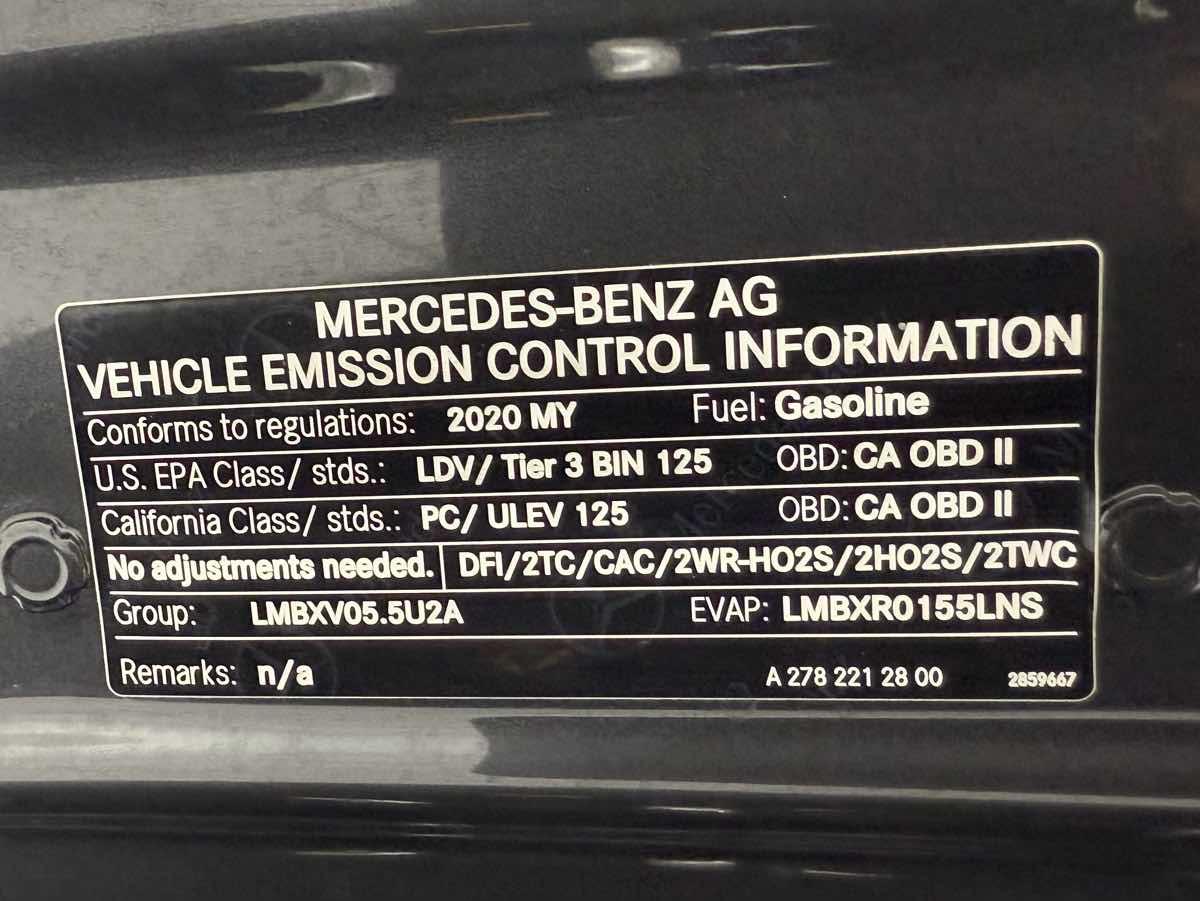 MERCEDES-BENZ AG
VEHICLE EMISSION CONTROL INFORMATION
Conforms to regulations: 2020 MY Fuel: Gasoline
U.S. EPA Class/ stds.: LDV/ Tier 3 BIN 125 OBD: CA OBD II
California Class/ stds.: PC/ ULEV 125 OBD: CA OBD II
No adjustments needed. DFI/2TC/CAC/2WR-HO2S/2HO2S/2TWC
Group: LMBXV05.5U2A EVAP: LMBXR0155LNS
Remarks: n/a A 278 221 28 00 2859667